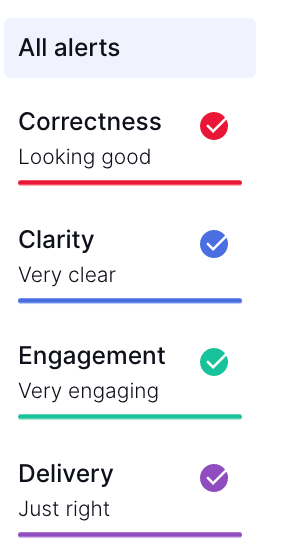 All alerts
Correctness
Looking good
Clarity
Very clear
Engagement
Very engaging
Delivery
Just right